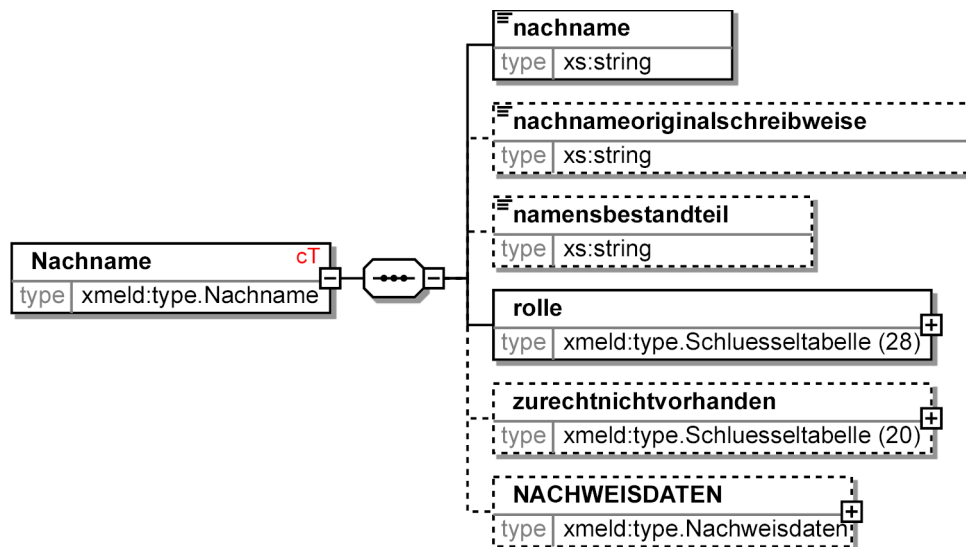 nachname
type xs:string
nachnameoriginalschreibweise
type xs:string
namensbestandteil
type xs:string
Nachname cT
type xmeld:type.Nachname
rolle
type xmeld:type.Schluesseltabelle (28)
zurechtnichtvorhanden
type xmeld:type.Schluesseltabelle (20)
NACHWEISDATEN
type xmeld:type.Nachweisdaten